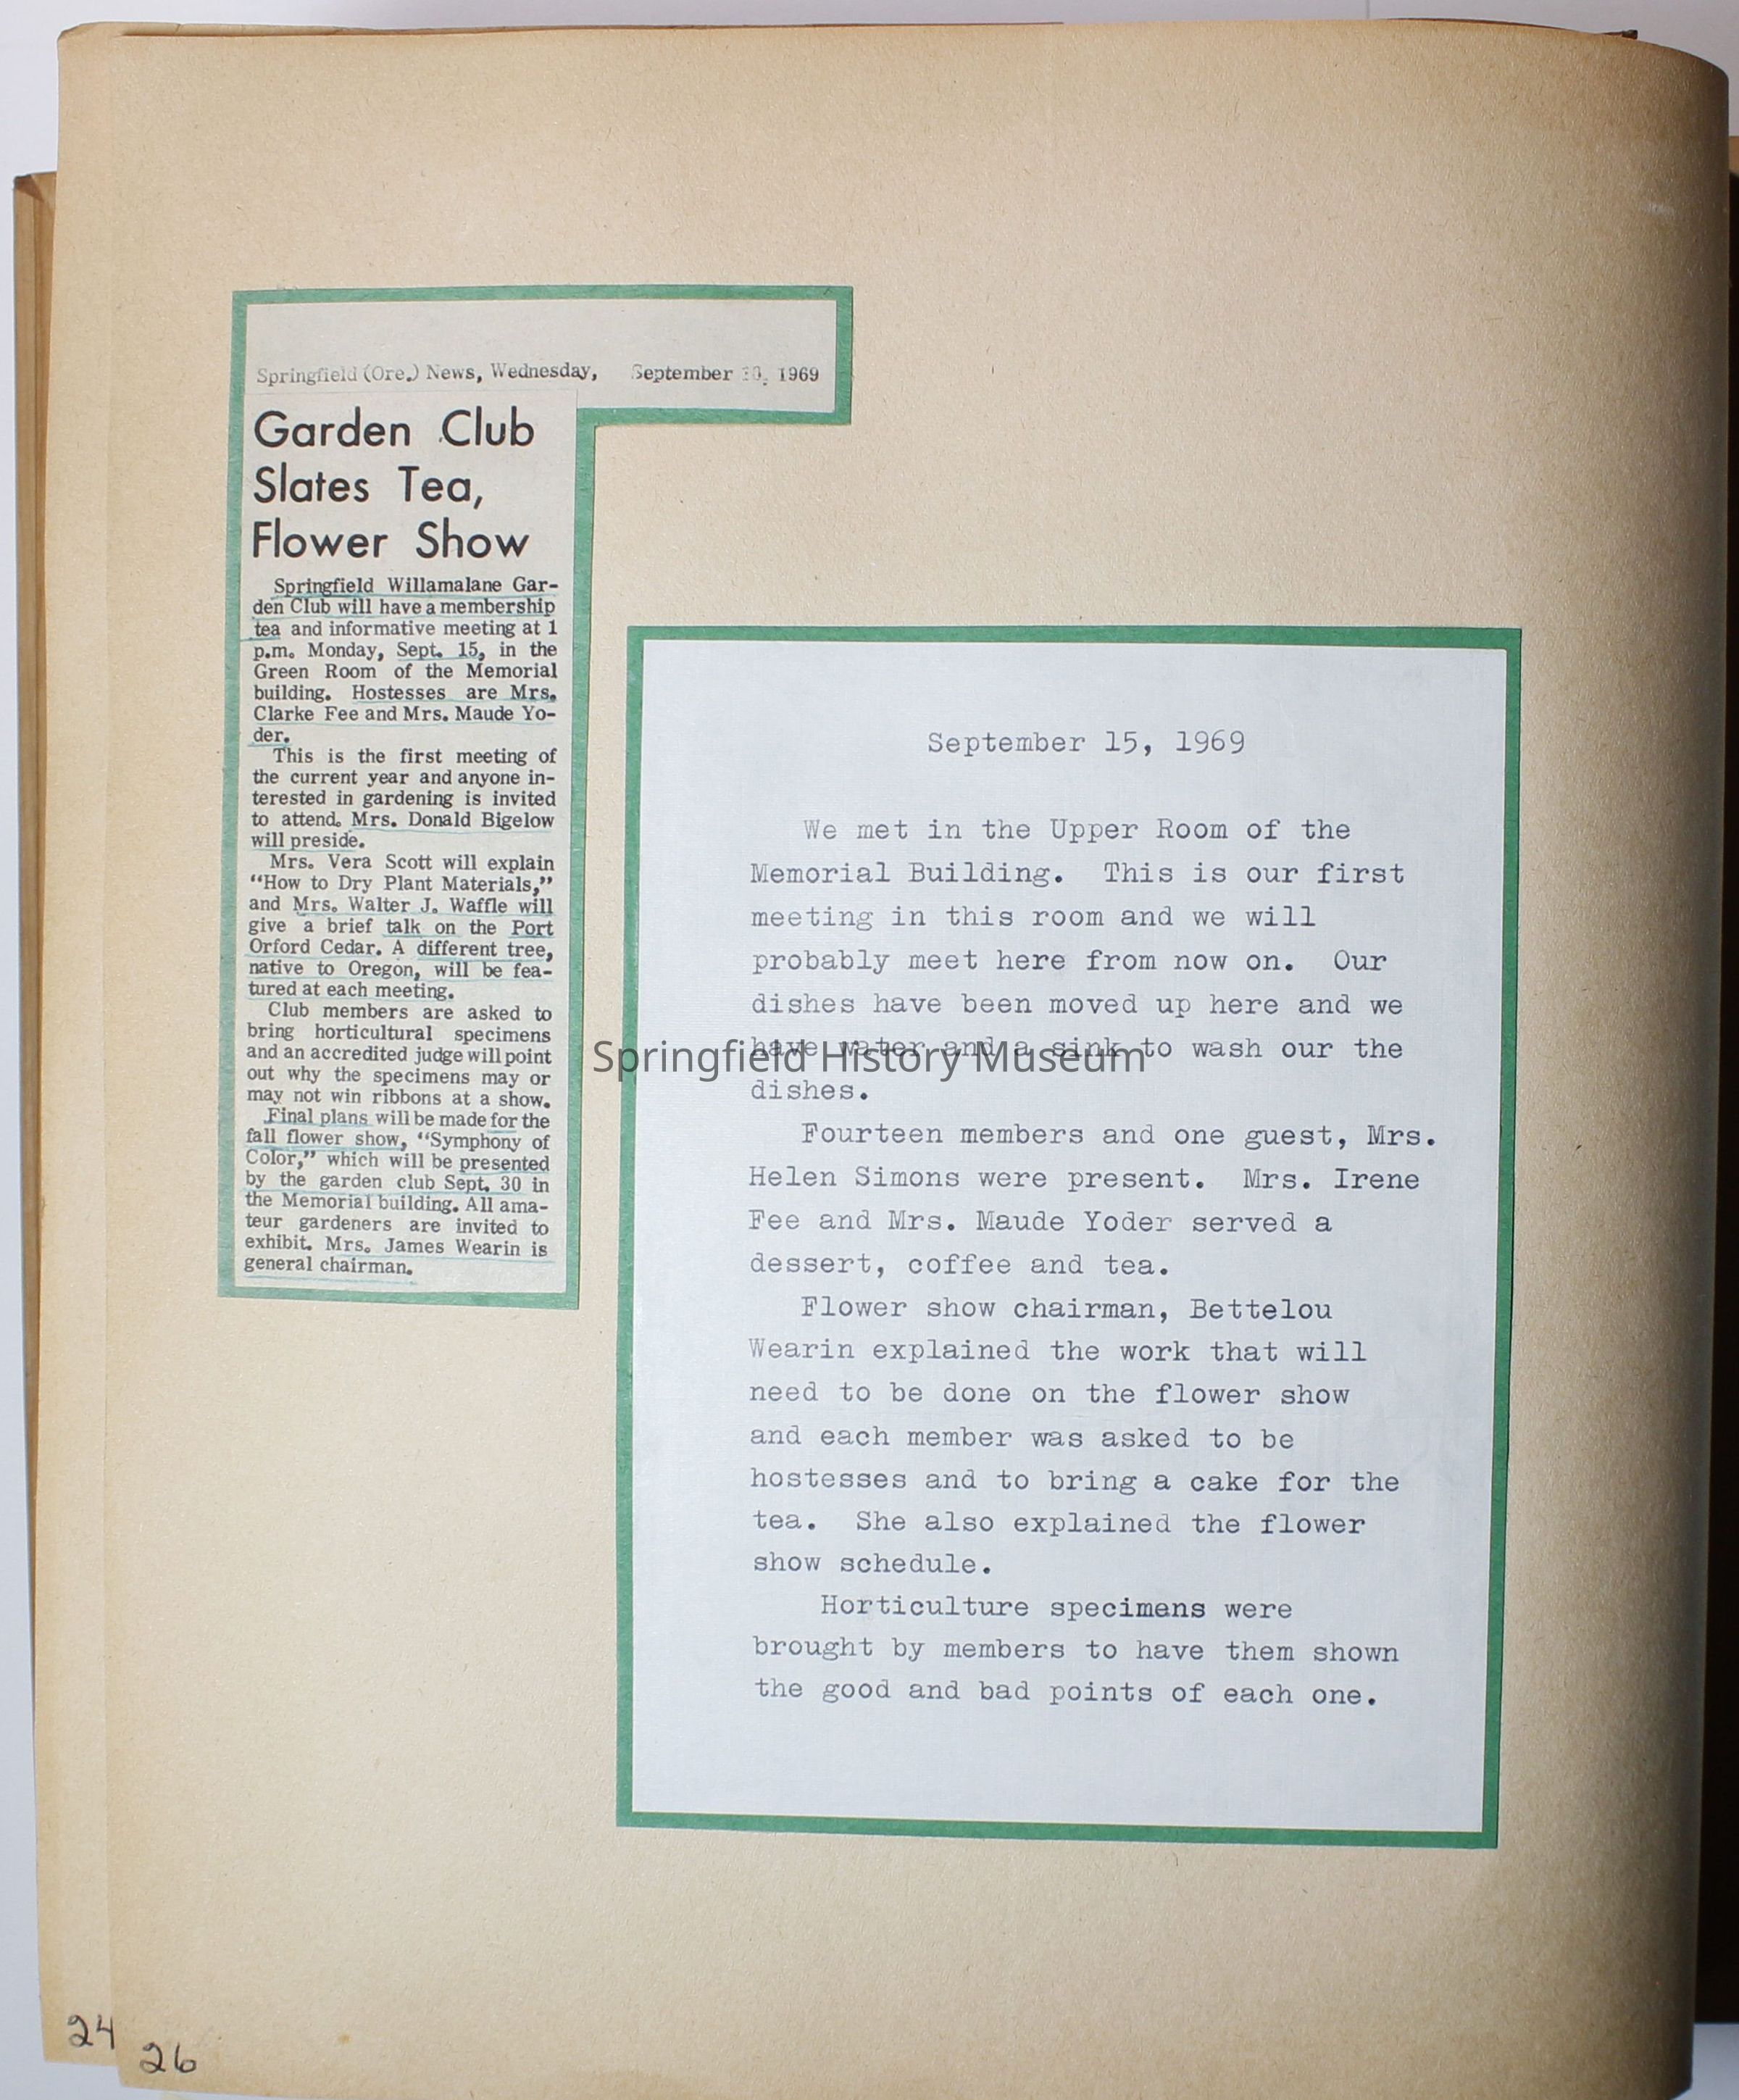 Springfield (Ore.) News, Wednesday, September 1969
Garden Club
Slates Tea,
Flower Show
Springfield Willamalane Gar-
den Club will have a membership
tea and informative meeting at 1
p.m. Monday, Sept. 15, in the
Green Room of the Memorial
building. Hostesses are Mrs.
Clarke Fee and Mrs. Maude Yo-
der.
This is the first meeting of
the current year and anyone in-
terested in gardening is invited
to attend. Mrs. Donald Bigelow
will preside.
Mrs. Vera Scott will explain
“How to Dry Plant Materials,”
and Mrs. Walter J. Waffle will
give a brief talk on the Port
Orford Cedar. A different tree,
native to Oregon, will be fea-
tured at each meeting.
Club members are asked to
bring horticultural specimens
and an accredited judge will point
out why the specimens may or
may not win ribbons at a show.
Final plans will be made for the
fall flower show, “Symphony of
Color,” which will be presented
by the garden club Sept. 30 in
the Memorial building. All ama-
teur gardeners are invited to
exhibit. Mrs. James Wearin is
general chairman.
September 15, 1969
We met in the Upper Room of the
Memorial Building. This is our first
meeting in this room and we will
probably meet here from now on. Our
dishes have been moved up here and we
have water and a sink to wash our the
dishes.
Fourteen members and one guest, Mrs.
Helen Simons were present. Mrs. Irene
Fee and Mrs. Maude Yoder served a
dessert, coffee and tea.
Flower show chairman, Bettelou
Wearin explained the work that will
need to be done on the flower show
and each member was asked to be
hostesses and to bring a cake for the
tea. She also explained the flower
show schedule.
Horticulture specimens were
brought by members to have them shown
the good and bad points of each one.
Springfield History Museum
24
26